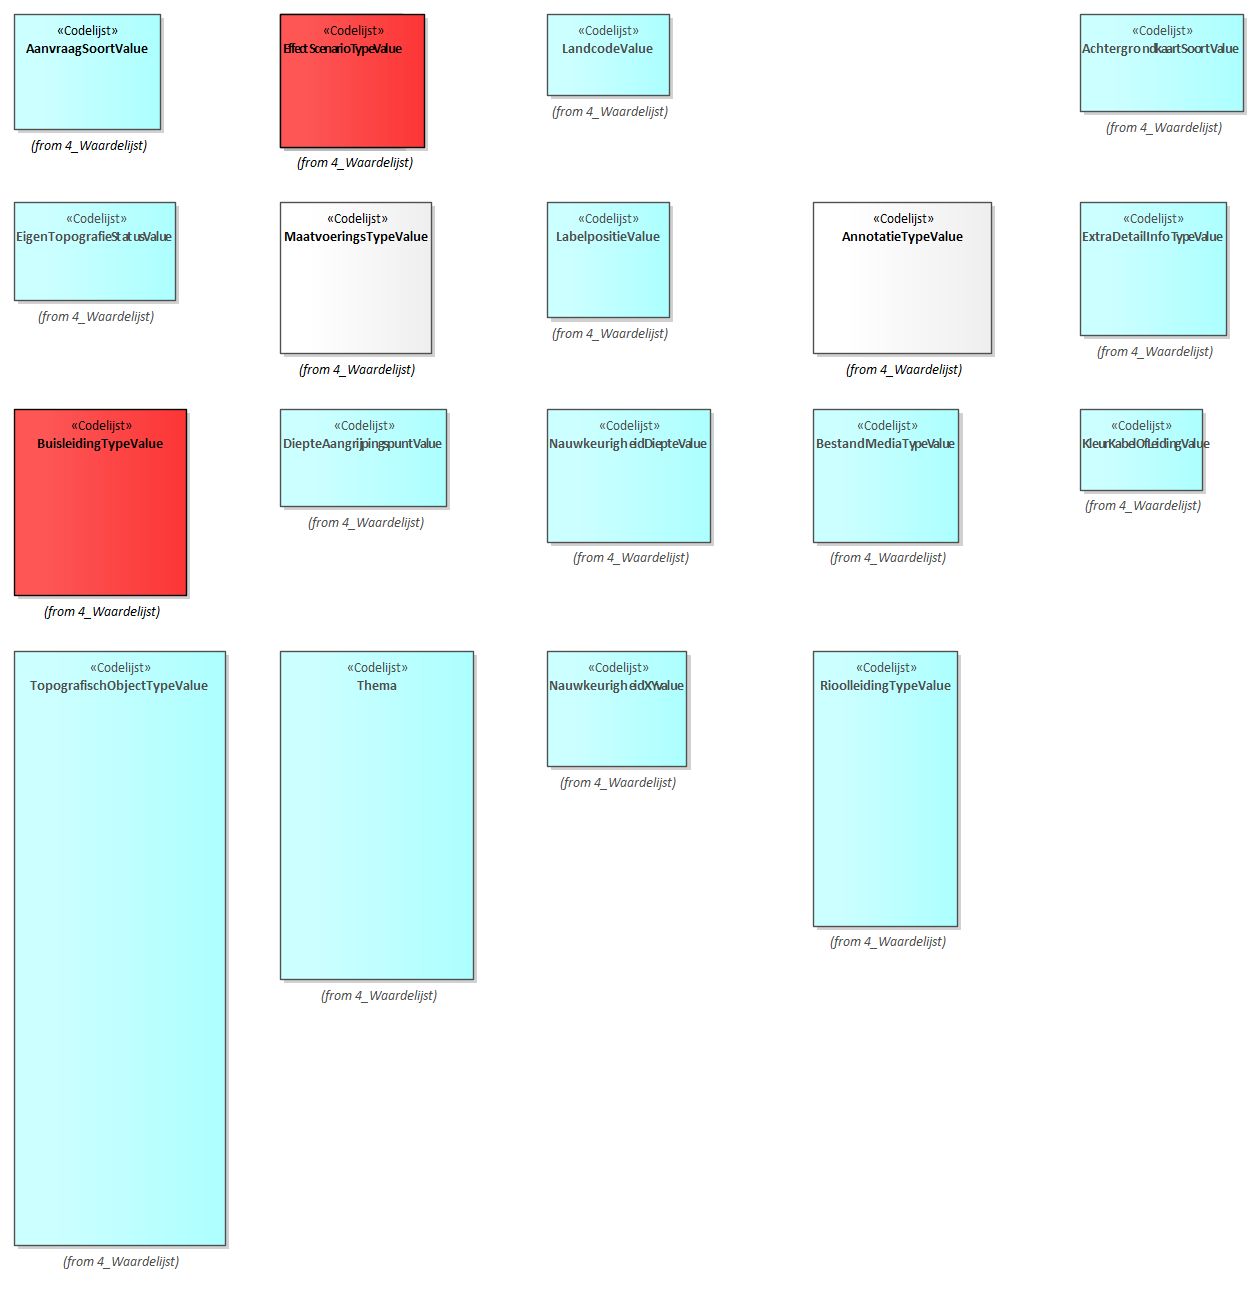 «Codelijst»
AanvraagSoortValue
(from 4_Waardelijst)
«Codelijst»
EffectScenarioTypeValue
(from 4_Waardelijst)
«Codelijst»
LandcodeValue
(from 4_Waardelijst)
«Codelijst»
AchtergrondkaartSoortValue
(from 4_Waardelijst)
«Codelijst»
EigenTopografieStatusValue
(from 4_Waardelijst)
«Codelijst»
MaatvoeringsTypeValue
(from 4_Waardelijst)
«Codelijst»
LabelpositieValue
(from 4_Waardelijst)
«Codelijst»
AnnotatieTypeValue
(from 4_Waardelijst)
«Codelijst»
ExtraDetailInfoTypeValue
(from 4_Waardelijst)
«Codelijst»
BuisleidingTypeValue
(from 4_Waardelijst)
«Codelijst»
DiepteAangrijpingspuntValue
(from 4_Waardelijst)
«Codelijst»
NauwkeurigheidDiepteValue
(from 4_Waardelijst)
«Codelijst»
BestandMediaTypeValue
(from 4_Waardelijst)
«Codelijst»
KleurKabelOfLeidingValue
(from 4_Waardelijst)
«Codelijst»
TopografischObjectTypeValue
(from 4_Waardelijst)
«Codelijst»
Thema
(from 4_Waardelijst)
«Codelijst»
NauwkeurigheidXYvalue
(from 4_Waardelijst)
«Codelijst»
RioolleidingTypeValue
(from 4_Waardelijst)